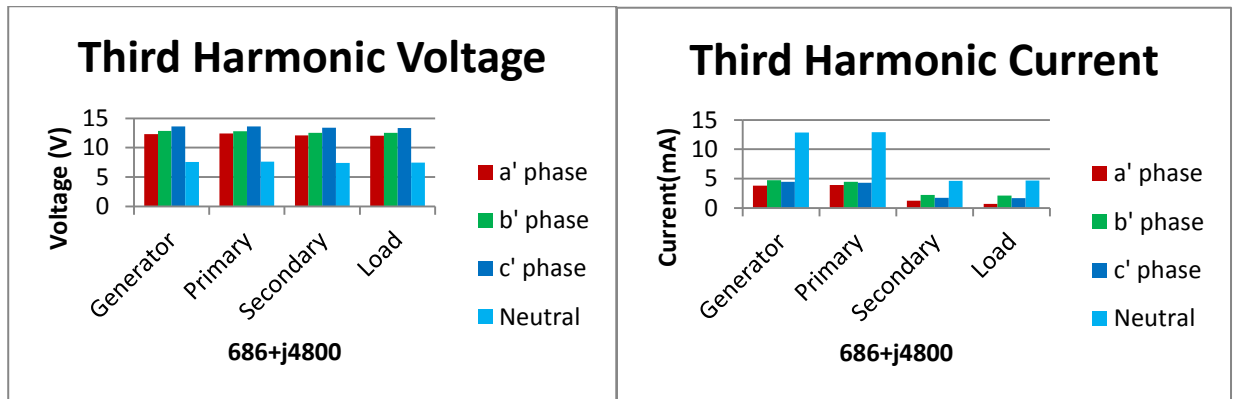 Third Harmonic Voltage
Voltage (V)
15
10
5
0
Generator
Primary
Secondary
Load
686+j4800
a' phase
b' phase
c' phase
Neutral
Third Harmonic Current
Current(mA)
15
10
5
0
Generator
Primary
Secondary
Load
686+j4800
a' phase
b' phase
c' phase
Neutral